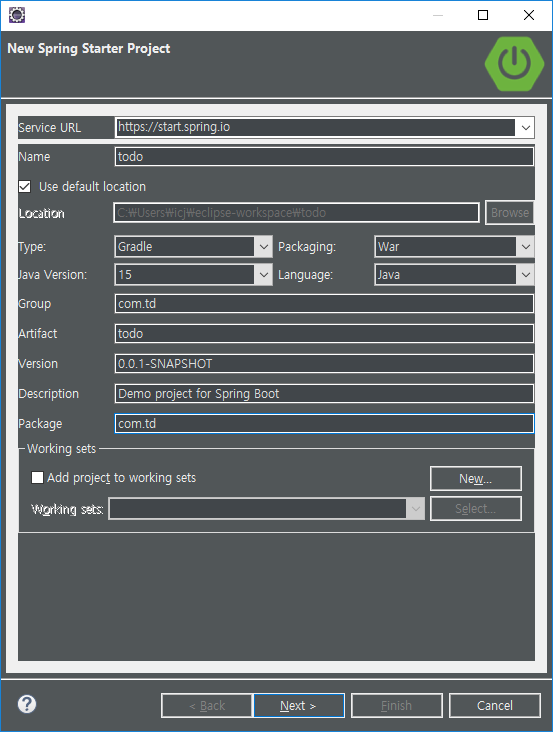 New Spring Starter Project
Service URL https://start.spring.io
Name todo
Use default location
Location C:₩Users₩icj₩eclipse-workspace₩todo Browse
Type: Gradle Packaging: War
Java Version: 15 Language: Java
Group com.td
Artifact todo
Version 0.0.1-SNAPSHOT
Description Demo project for Spring Boot
Package com.td
Working sets
Add project to working sets New...
Working sets: Select...
? < Back Next > Finish Cancel